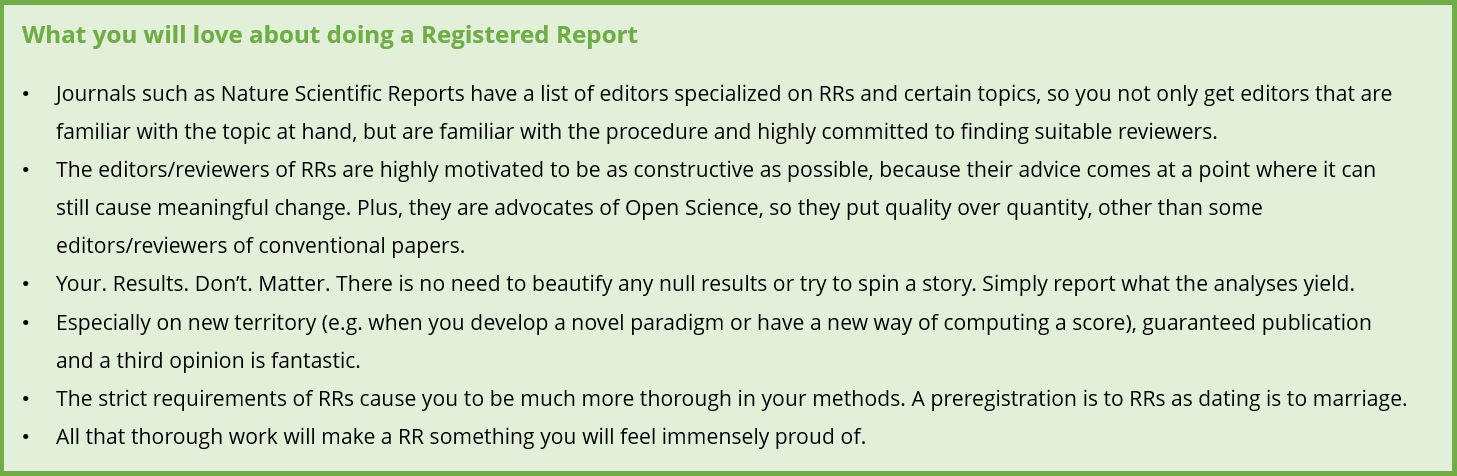 What you will love about doing a Registered Report
• Journals such as Nature Scientific Reports have a list of editors specialized on RRs and certain topics, so you not only get editors that are
familiar with the topic at hand, but are familiar with the procedure and highly committed to finding suitable reviewers.
• The editors/reviewers of RRs are highly motivated to be as constructive as possible, because their advice comes at a point where it can
still cause meaningful change. Plus, they are advocates of Open Science, so they put quality over quantity, other than some
editors/reviewers of conventional papers.
• Your. Results. Don’t. Matter. There is no need to beautify any null results or try to spin a story. Simply report what the analyses yield.
• Especially on new territory (e.g. when you develop a novel paradigm or have a new way of computing a score), guaranteed publication
and a third opinion is fantastic.
• The strict requirements of RRs cause you to be much more thorough in your methods. A preregistration is to RRs as dating is to marriage.
• All that thorough work will make a RR something you will feel immensely proud of.